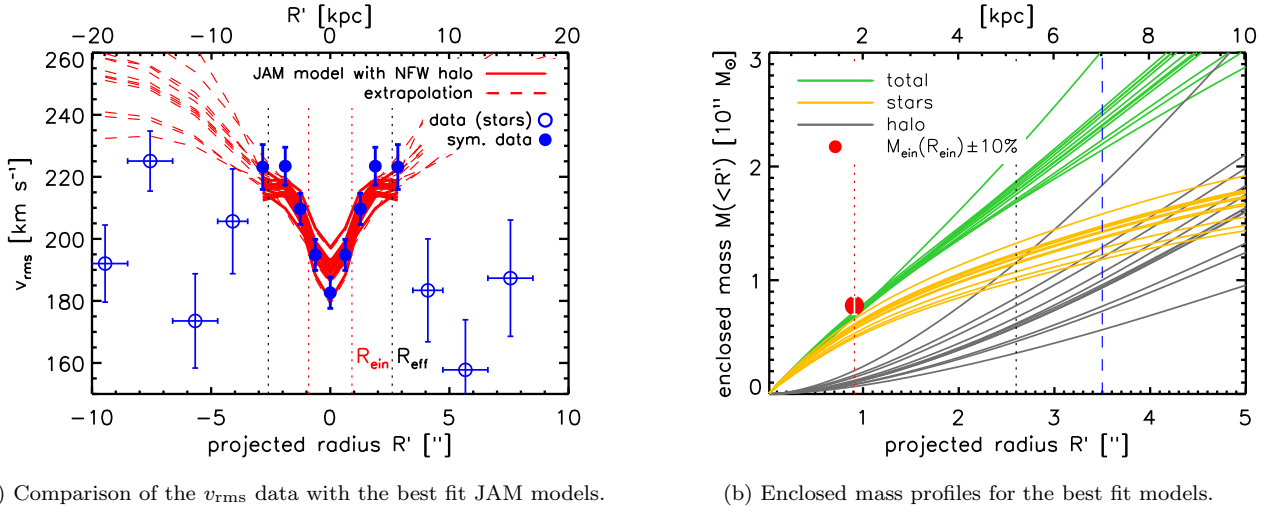 R' [kpc]
−20 −10 0 10 20
260
240
220
200
180
160
v_rms [km s⁻¹]
JAM model with NFW halo
extrapolation
data (stars)
sym. data
R_ein R_eff
−10 −5 0 5 10
projected radius R' ["]
) Comparison of the v_rms data with the best fit JAM models.
[kpc]
2 4 6 8 10
3
2
1
0
enclosed mass M(<R') [10¹¹ M_⊙]
total
stars
halo
M_ein(R_ein)±10%
1 2 3 4 5
projected radius R' ["]
(b) Enclosed mass profiles for the best fit models.